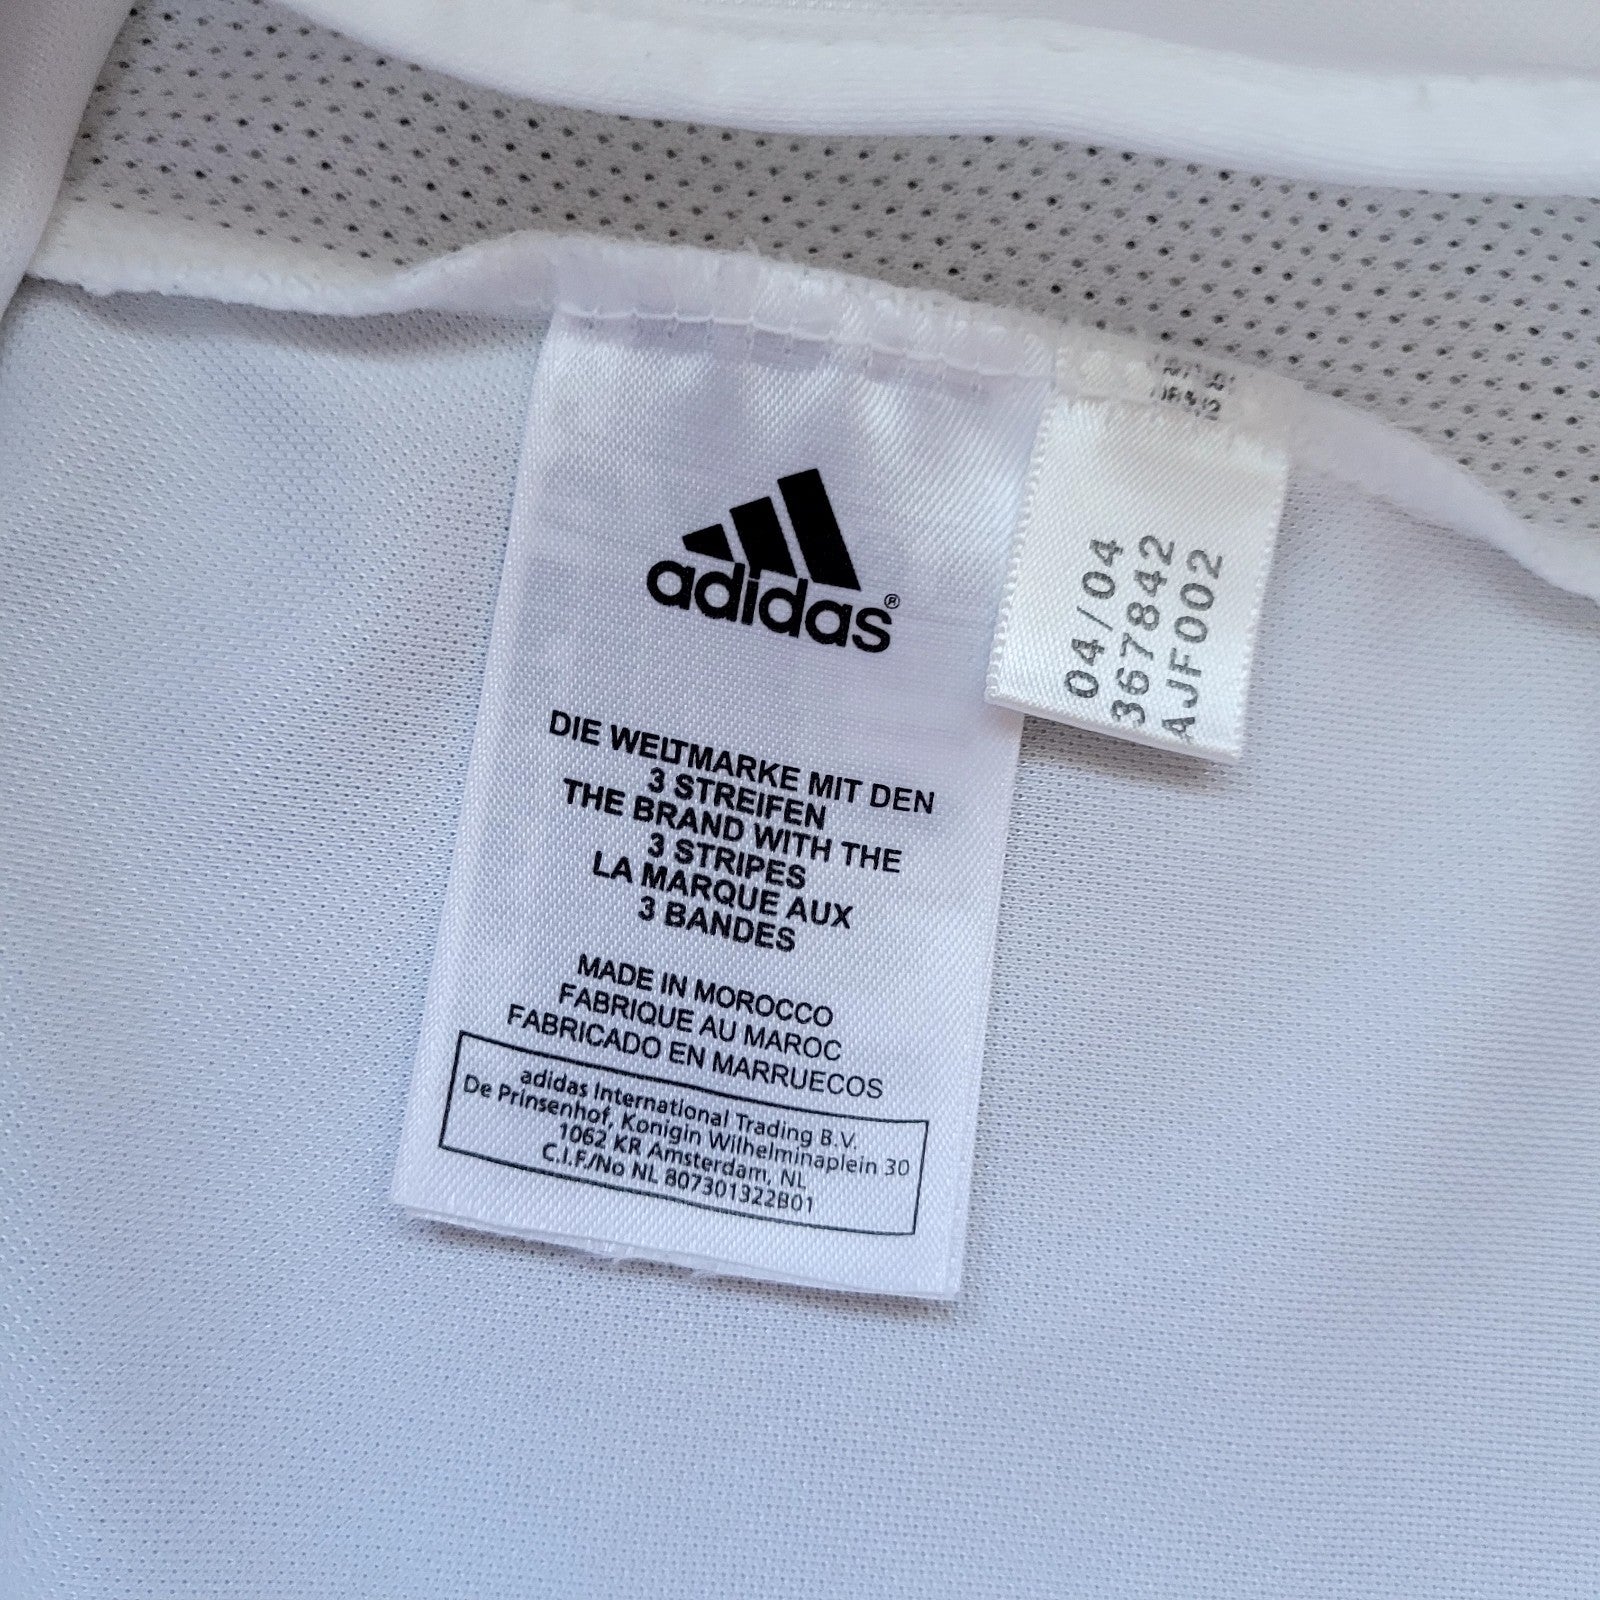 adidas®
DIE WELTMARKE MIT DEN
3 STREIFEN
THE BRAND WITH THE
3 STRIPES
LA MARQUE AUX
3 BANDES
MADE IN MOROCCO
FABRIQUE AU MAROC
FABRICADO EN MARRUECOS
adidas International Trading B.V.
De Prinsenhof, Konigin Wilhelminaplein 30
1062 KR Amsterdam, NL
C.I.F./No NL 807301322B01
04/04
367842
AJF002